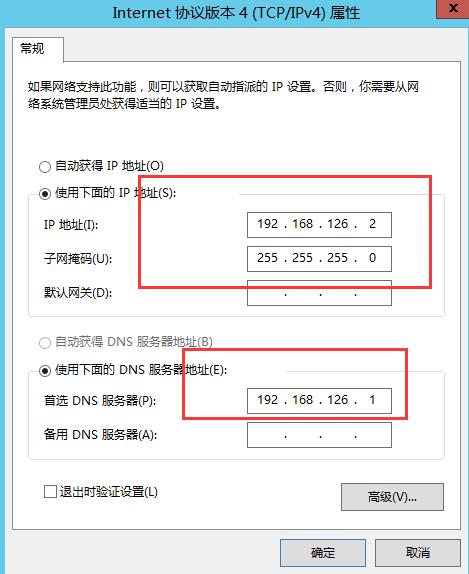 Internet 协议版本 4 (TCP/IPv4) 属性
x
常规
如果网络支持此功能，则可以获取自动指派的 IP 设置。否则，你需要从网
络系统管理员处获得适当的 IP 设置。
自动获得 IP 地址(O)
使用下面的 IP 地址(S):
IP 地址(I): 192 . 168 . 126 . 2
子网掩码(U): 255 . 255 . 255 . 0
默认网关(D): . . .
自动获得 DNS 服务器地址(B)
使用下面的 DNS 服务器地址(E):
首选 DNS 服务器(P): 192 . 168 . 126 . 1
备用 DNS 服务器(A): . . .
退出时验证设置(L)
高级(V)...
确定 取消